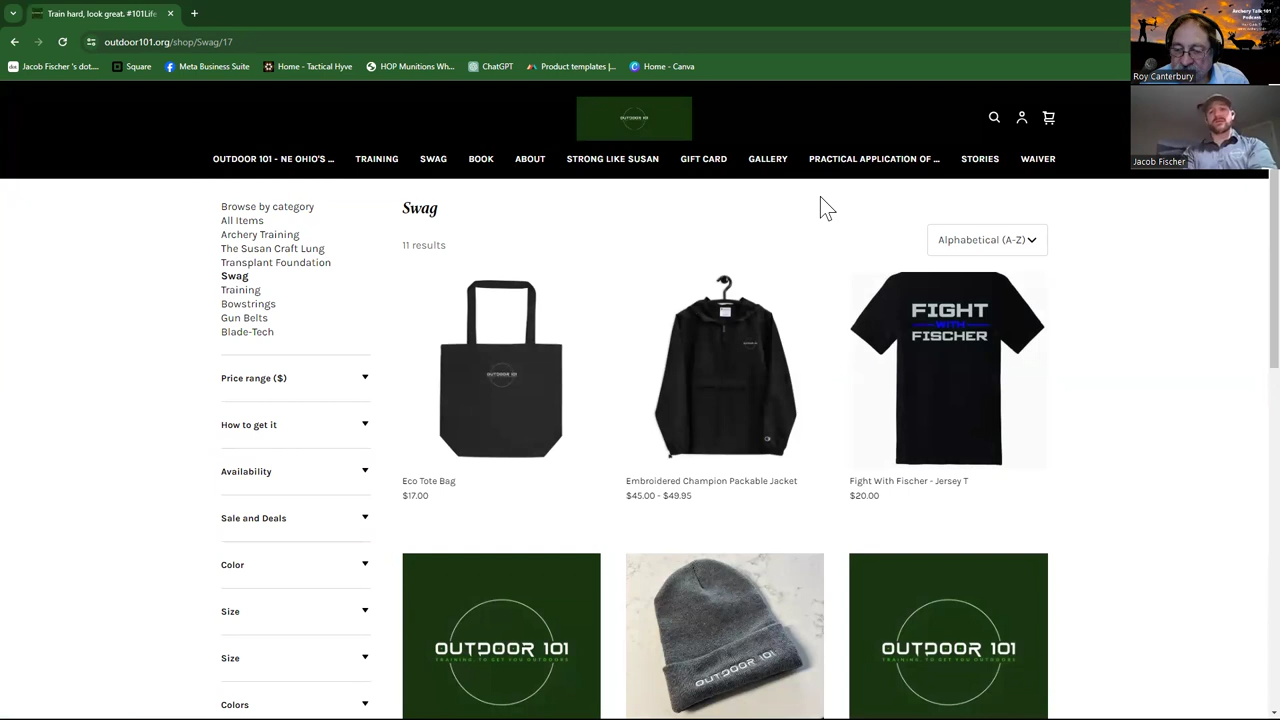 Train hard, look great. #101Life
outdoor101.org/shop/Swag/17
Jacob Fischer 's dot....
Square
Meta Business Suite
Home - Tactical Hyve
HOP Munitions Wh...
ChatGPT
Product templates |...
Home - Canva
Archery Talk 101
Podcast
Roy Canterbury
Jacob Fischer
OUTDOOR 101
OUTDOOR 101 - NE OHIO'S ...
TRAINING
SWAG
BOOK
ABOUT
STRONG LIKE SUSAN
GIFT CARD
GALLERY
PRACTICAL APPLICATION OF ...
STORIES
WAIVER
Browse by category
All Items
Archery Training
The Susan Craft Lung
Transplant Foundation
Swag
Training
Bowstrings
Gun Belts
Blade-Tech
Price range ($)
How to get it
Availability
Sale and Deals
Color
Size
Size
Colors
Swag
11 results
Alphabetical (A-Z)
OUTDOOR 101
FIGHT
WITH
FISCHER
Eco Tote Bag
$17.00
Embroidered Champion Packable Jacket
$45.00 - $49.95
Fight With Fischer - Jersey T
$20.00
OUTDOOR 101
TRAINING, TO GET YOU OUTDOORS
OUTDOOR 101
OUTDOOR 101
TRAINING, TO GET YOU OUTDOORS